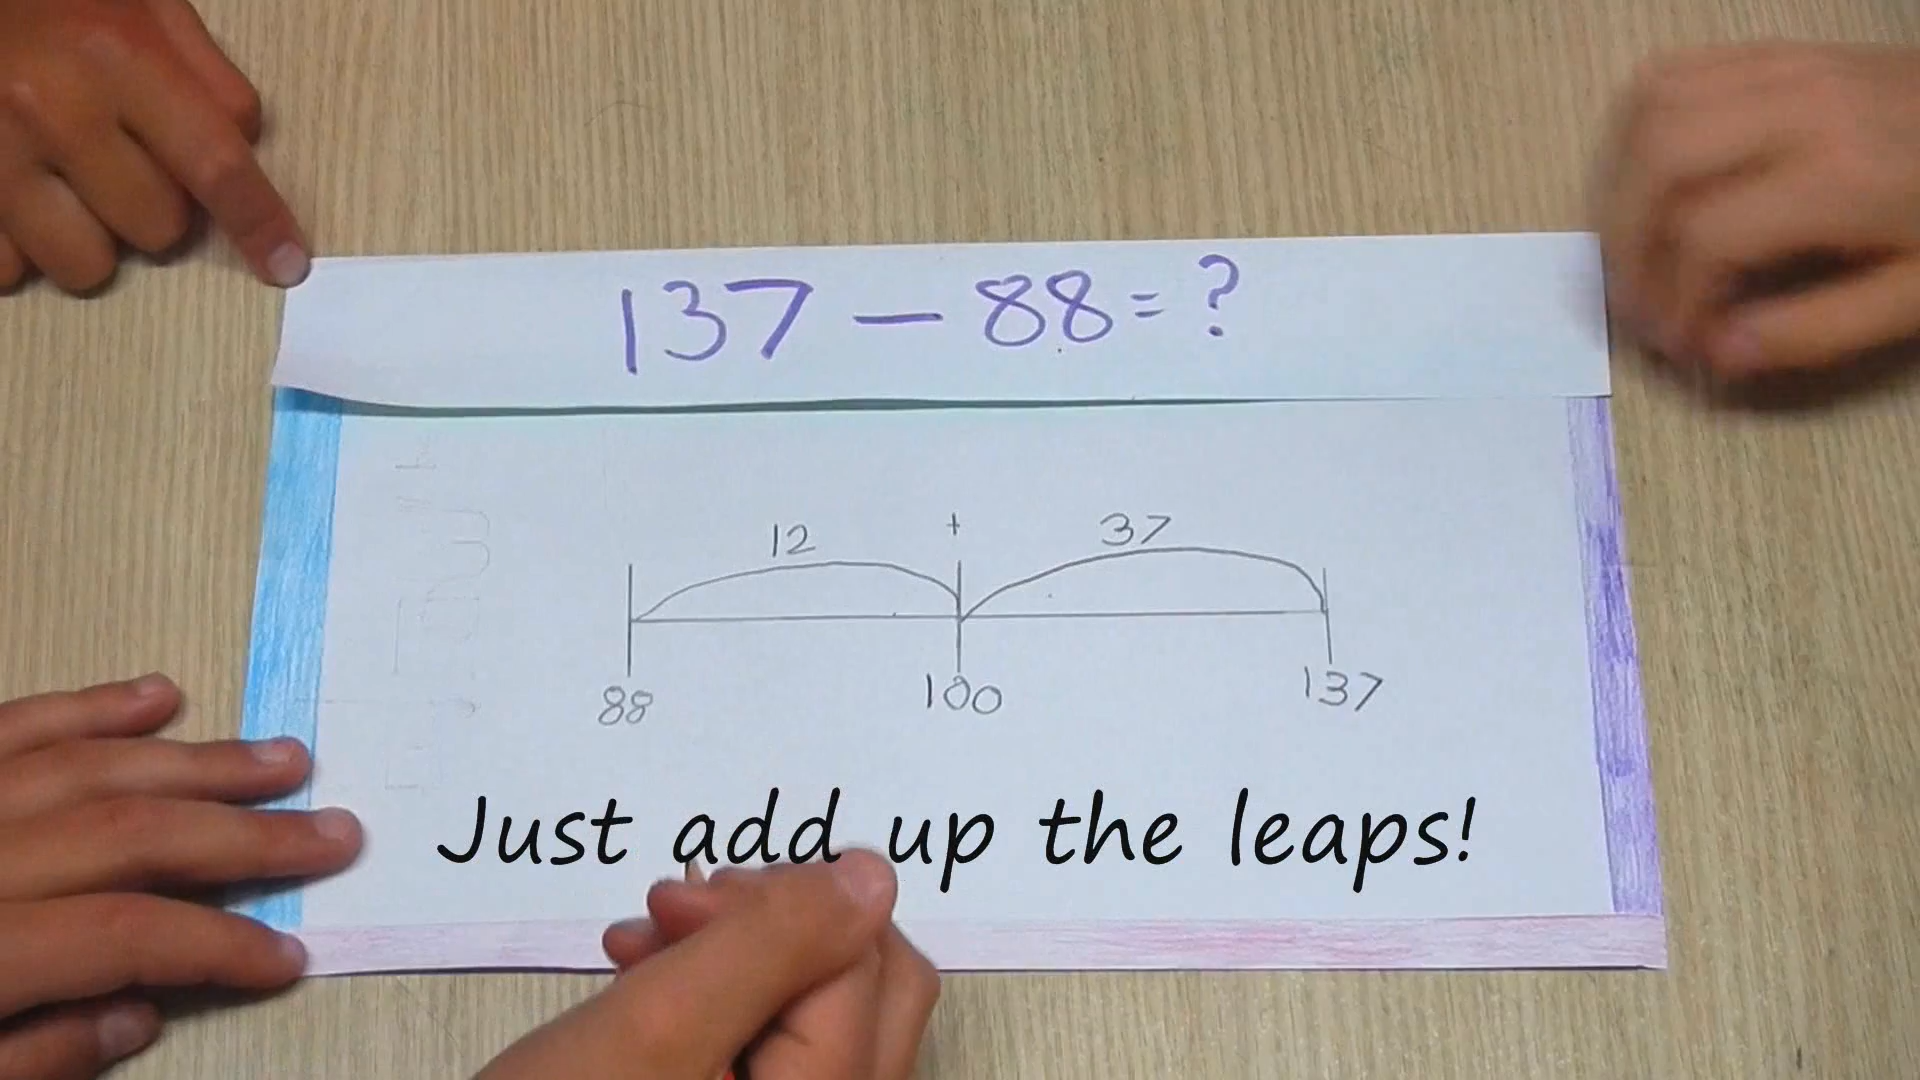 137 – 88 = ?
12 + 37
88 100 137
Just add up the leaps!